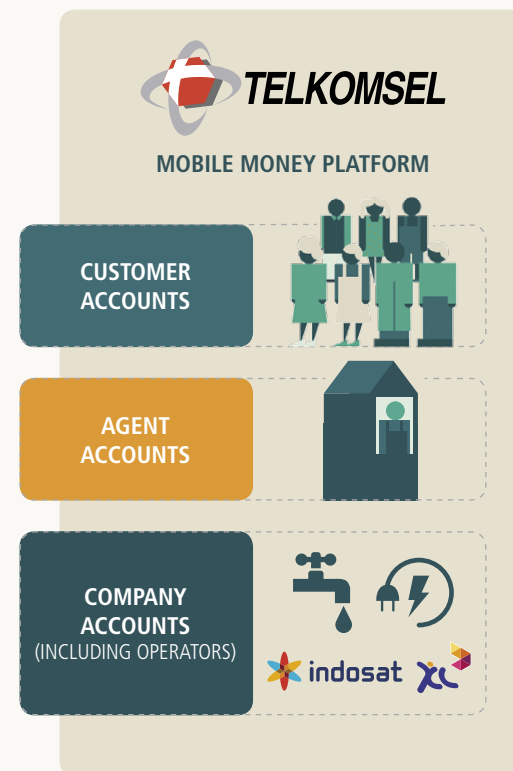 TELKOMSEL
MOBILE MONEY PLATFORM
CUSTOMER
ACCOUNTS
AGENT
ACCOUNTS
COMPANY
ACCOUNTS
(INCLUDING OPERATORS)
indosat xl